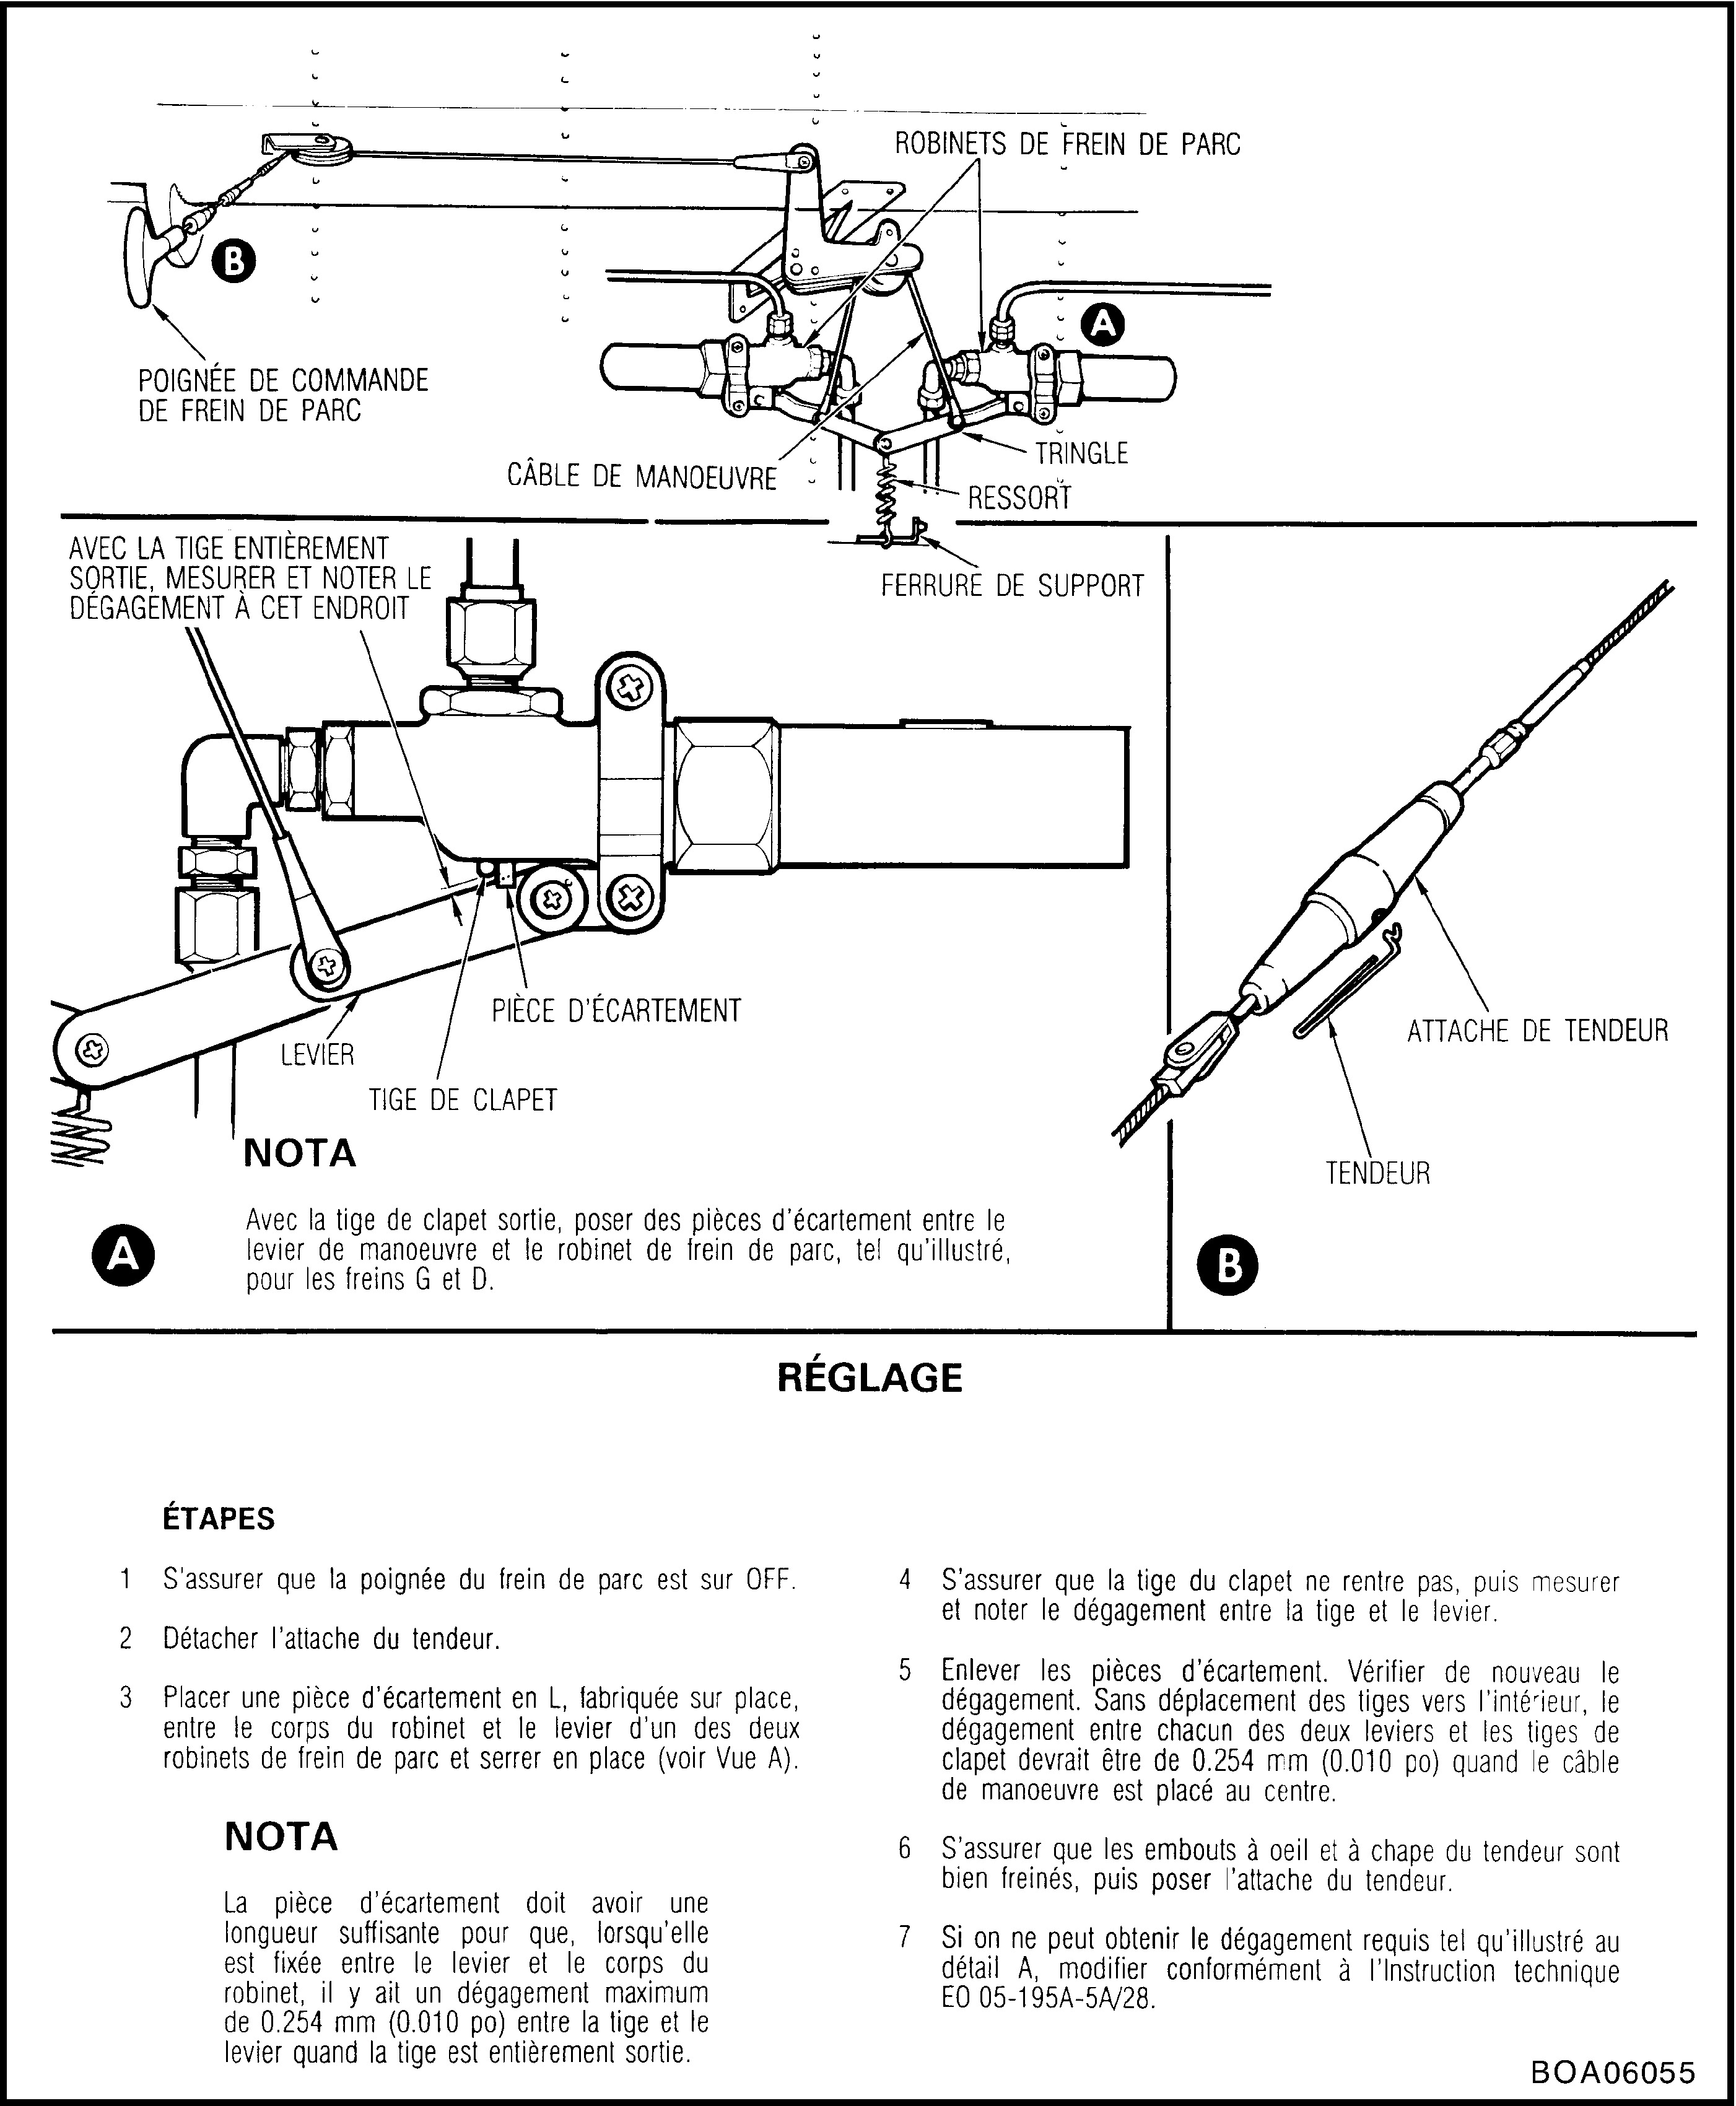 ROBINETS DE FREIN DE PARC
B
A
POIGNÉE DE COMMANDE
DE FREIN DE PARC
CÂBLE DE MANOEUVRE
TRINGLE
RESSORT
FERRURE DE SUPPORT
AVEC LA TIGE ENTIÈREMENT
SORTIE, MESURER ET NOTER LE
DÉGAGEMENT À CET ENDROIT
PIÈCE D'ÉCARTEMENT
LEVIER
TIGE DE CLAPET
NOTA
Avec la tige de clapet sortie, poser des pièces d'écartement entre le
levier de manoeuvre et le robinet de frein de parc, tel qu'illustré,
pour les freins G et D.
A
ATTACHE DE TENDEUR
TENDEUR
B
RÉGLAGE
ÉTAPES
1 S'assurer que la poignée du frein de parc est sur OFF.
2 Détacher l'attache du tendeur.
3 Placer une pièce d'écartement en L, fabriquée sur place,
entre le corps du robinet et le levier d'un des deux
robinets de frein de parc et serrer en place (voir Vue A).
NOTA
La pièce d'écartement doit avoir une
longueur suffisante pour que, lorsqu'elle
est fixée entre le levier et le corps du
robinet, il y ait un dégagement maximum
de 0.254 mm (0.010 po) entre la tige et le
levier quand la tige est entièrement sortie.
4 S'assurer que la tige du clapet ne rentre pas, puis mesurer
et noter le dégagement entre la tige et le levier.
5 Enlever les pièces d'écartement. Vérifier de nouveau le
dégagement. Sans déplacement des tiges vers l'intérieur, le
dégagement entre chacun des deux leviers et les tiges de
clapet devrait être de 0.254 mm (0.010 po) quand le câble
de manoeuvre est placé au centre.
6 S'assurer que les embouts à oeil et à chape du tendeur sont
bien freinés, puis poser l'attache du tendeur.
7 Si on ne peut obtenir le dégagement requis tel qu'illustré au
détail A, modifier conformément à l'Instruction technique
EO 05-195A-5A/28.
BOA06055